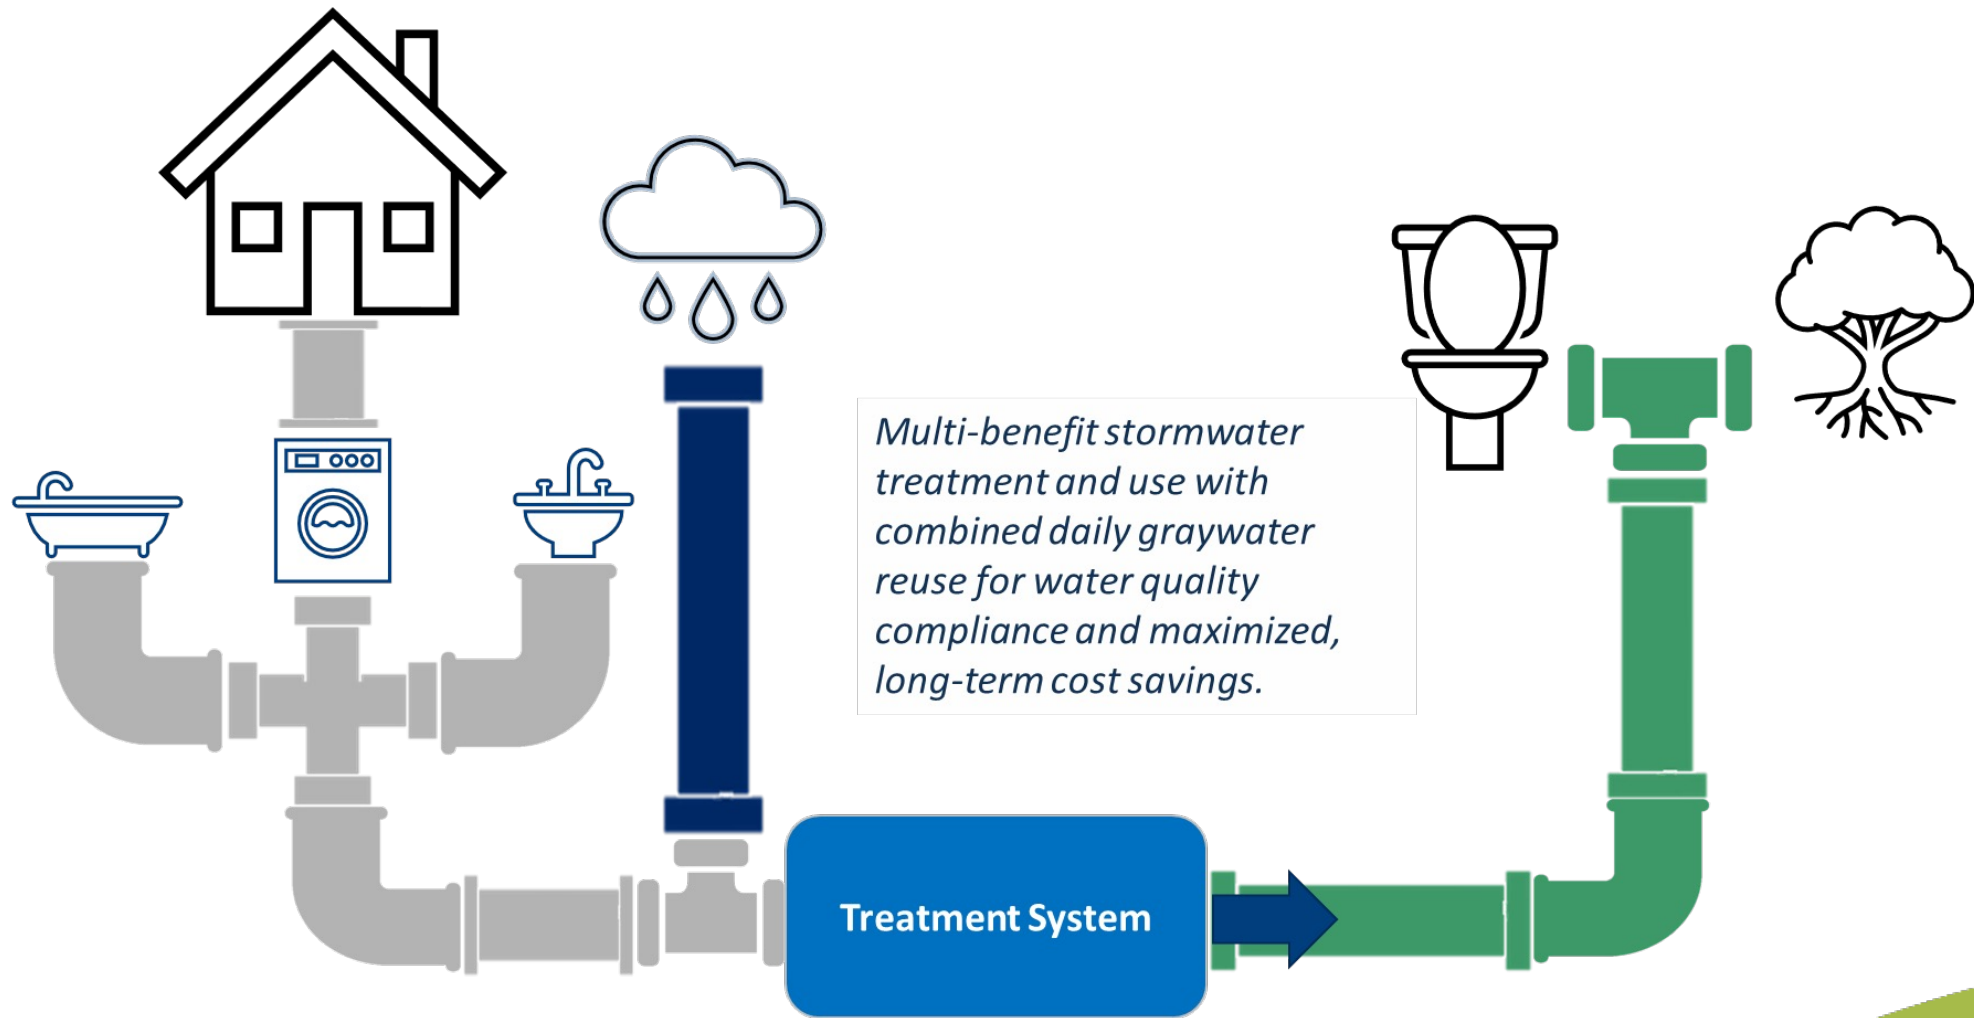 Multi-benefit stormwater
treatment and use with
combined daily graywater
reuse for water quality
compliance and maximized,
long-term cost savings.
Treatment System